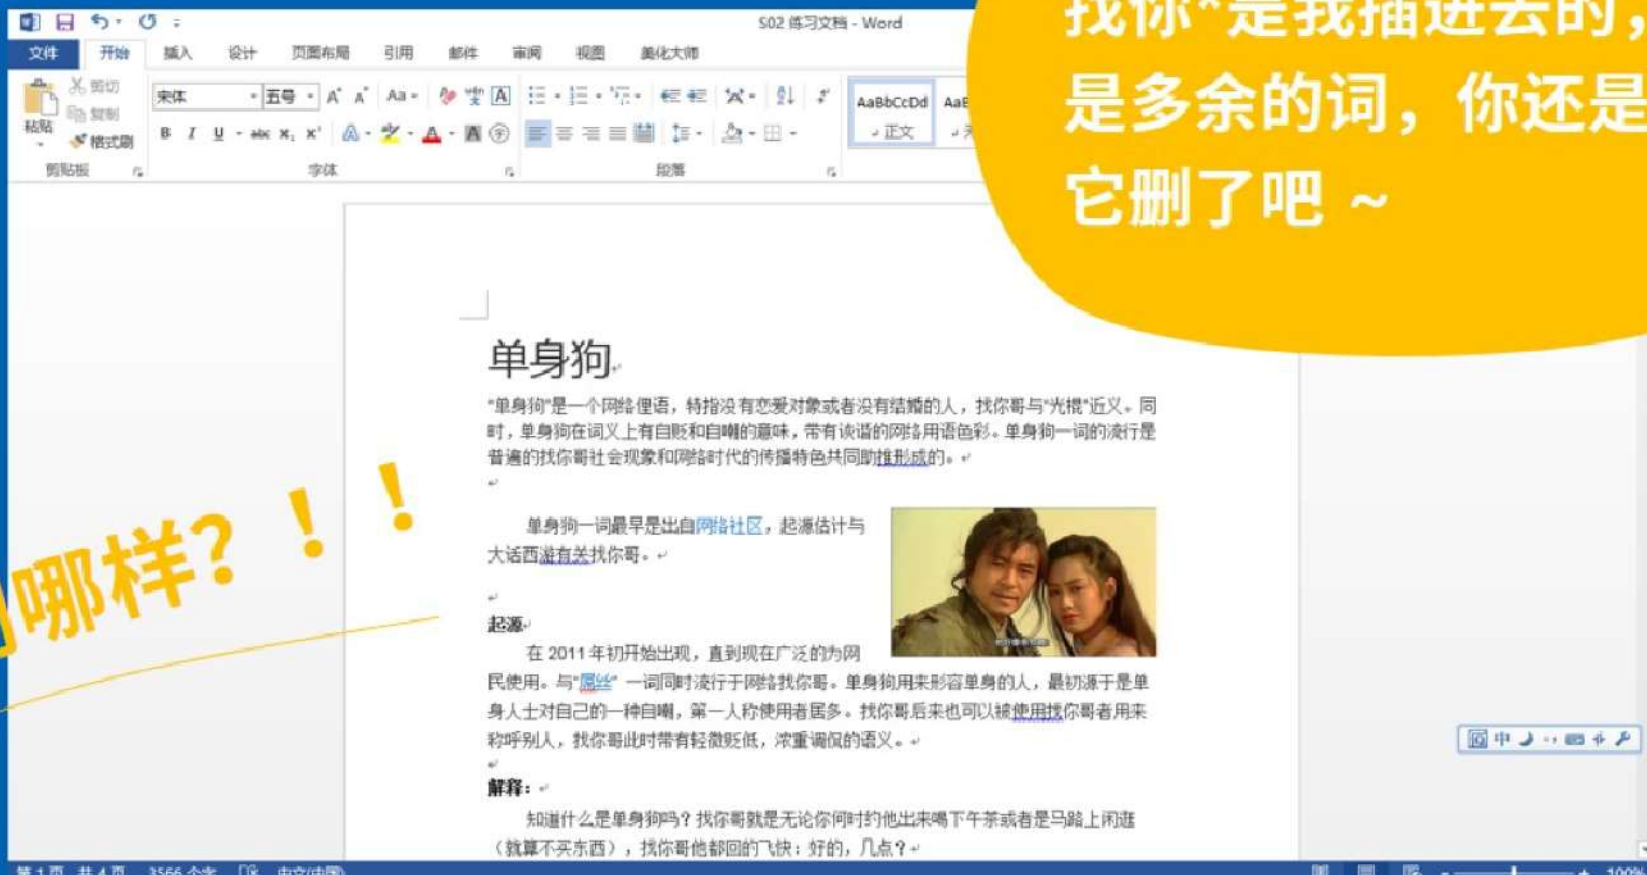 S02 练习文档 - Word
文件 开始 插入 设计 页面布局 引用 邮件 审阅 视图 美化大师
找你*是我插进去的，
是多余的词，你还是
它删了吧 ~
剪切
复制
格式刷
粘贴
宋体 五号
AaBbCcDd
正文
剪贴板 字体 段落
单身狗
“单身狗”是一个网络俚语，特指没有恋爱对象或者没有结婚的人，找你哥与“光棍”近义。同
时，单身狗在词义上有自贬和自嘲的意味，带有诙谐的网络用语色彩。单身狗一词的流行是
普遍的找你哥社会现象和网络时代的传播特色共同助推形成的。
哪样？！！
单身狗一词最早是出自网络社区，起源估计与
大话西游有关找你哥。
起源
在 2011 年初开始出现，直到现在广泛的为网
民使用。与“屌丝” 一词同时流行于网络找你哥。单身狗用来形容单身的人，最初源于是单
身人士对自己的一种自嘲，第一人称使用者居多。找你哥后来也可以被使用找你哥者用来
称呼别人，找你哥此时带有轻微贬低，浓重调侃的语义。
中
解释：
知道什么是单身狗吗？找你哥就是无论你何时约他出来喝下午茶或者是马路上闲逛
（就算不买东西），找你哥他都回的飞快：好的，几点？
第 1 页 共 4 页 3566 个字 中文(中国) 100%